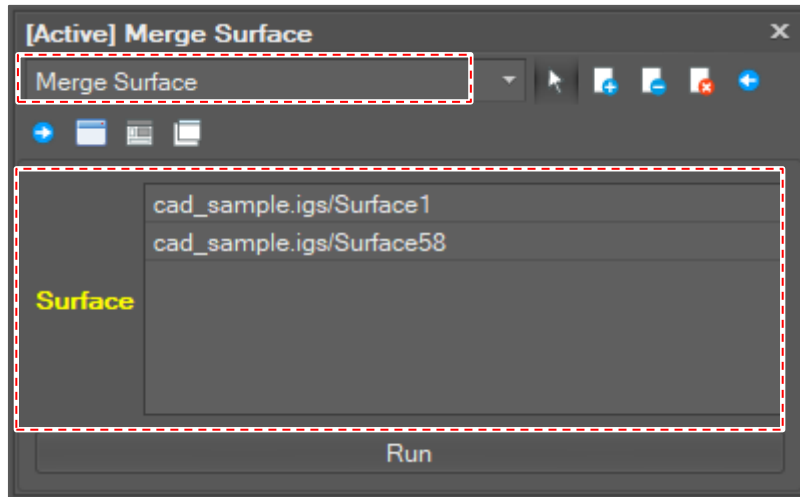 [Active] Merge Surface
Merge Surface
cad_sample.igs/Surface1
cad_sample.igs/Surface58
Surface
Run